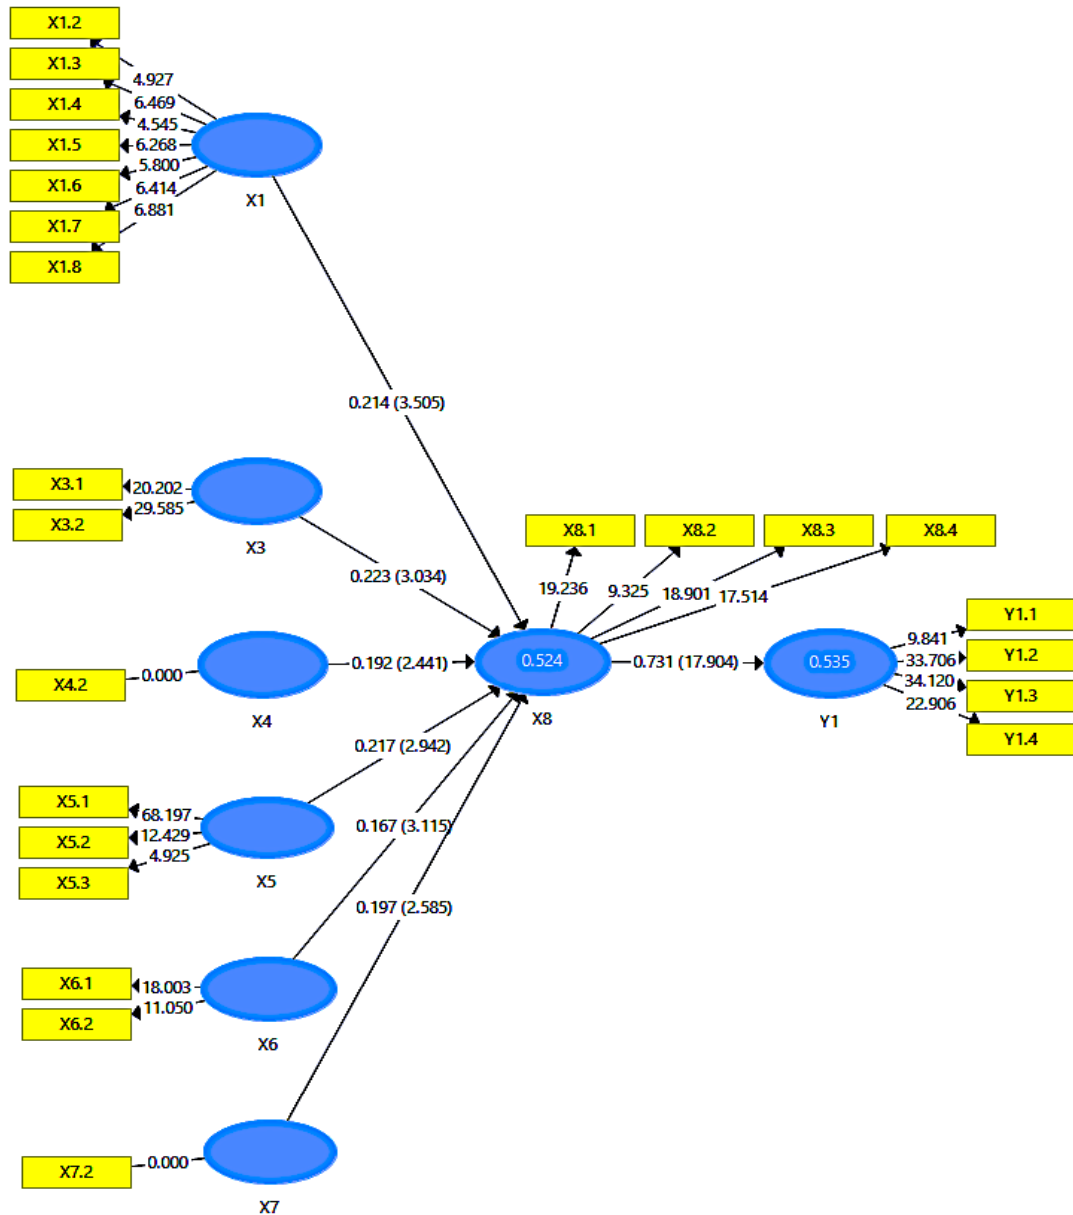 X1.2
X1.3
X1.4
X1.5
X1.6
X1.7
X1.8
4.927
6.469
4.545
6.268
5.800
6.414
6.881
X1
0.214 (3.505)
X3.1
X3.2
20.202
29.585
X3
0.223 (3.034)
X8.1
X8.2
X8.3
X8.4
19.236
9.325
18.901
17.514
X4.2
0.000
X4
0.192 (2.441)
0.524
X8
0.731 (17.904)
0.535
Y1
9.841
33.706
34.120
22.906
Y1.1
Y1.2
Y1.3
Y1.4
0.217 (2.942)
X5.1
X5.2
X5.3
68.197
12.429
4.925
X5
0.167 (3.115)
0.197 (2.585)
X6.1
X6.2
18.003
11.050
X6
X7.2
0.000
X7